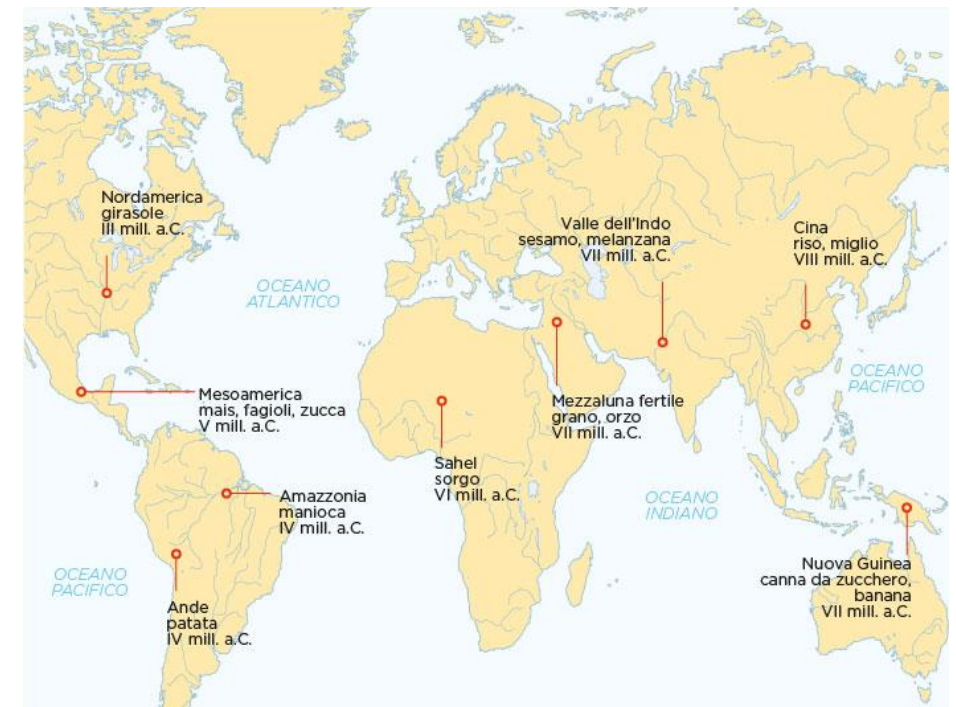 Nordamerica
girasole
III mill. a.C.
Valle dell'Indo
sesamo, melanzana
VII mill. a.C.
Cina
riso, miglio
VIII mill. a.C.
OCEANO
ATLANTICO
OCEANO
PACIFICO
Mesoamerica
mais, fagioli, zucca
V mill. a.C.
Mezzaluna fertile
grano, orzo
VII mill. a.C.
Sahel
sorgo
VI mill. a.C.
Amazzonia
manioca
IV mill. a.C.
OCEANO
INDIANO
OCEANO
PACIFICO
Nuova Guinea
canna da zucchero,
banana
VII mill. a.C.
Ande
patata
IV mill. a.C.